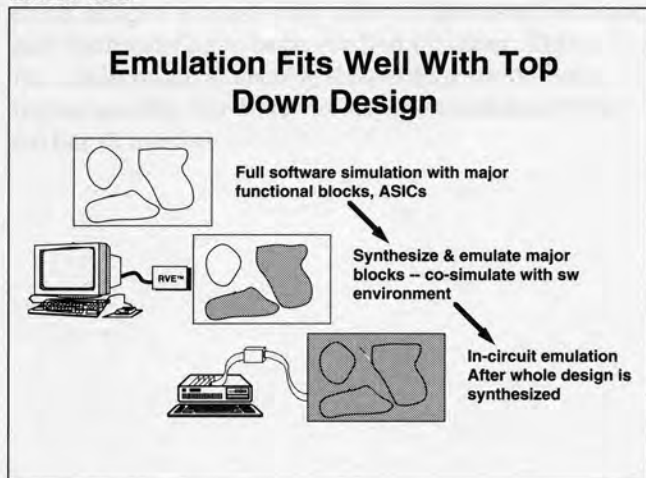 Emulation Fits Well With Top
Down Design
Full software simulation with major
functional blocks, ASICs
Synthesize & emulate major
blocks -- co-simulate with sw
environment
RVE™
In-circuit emulation
After whole design is
synthesized